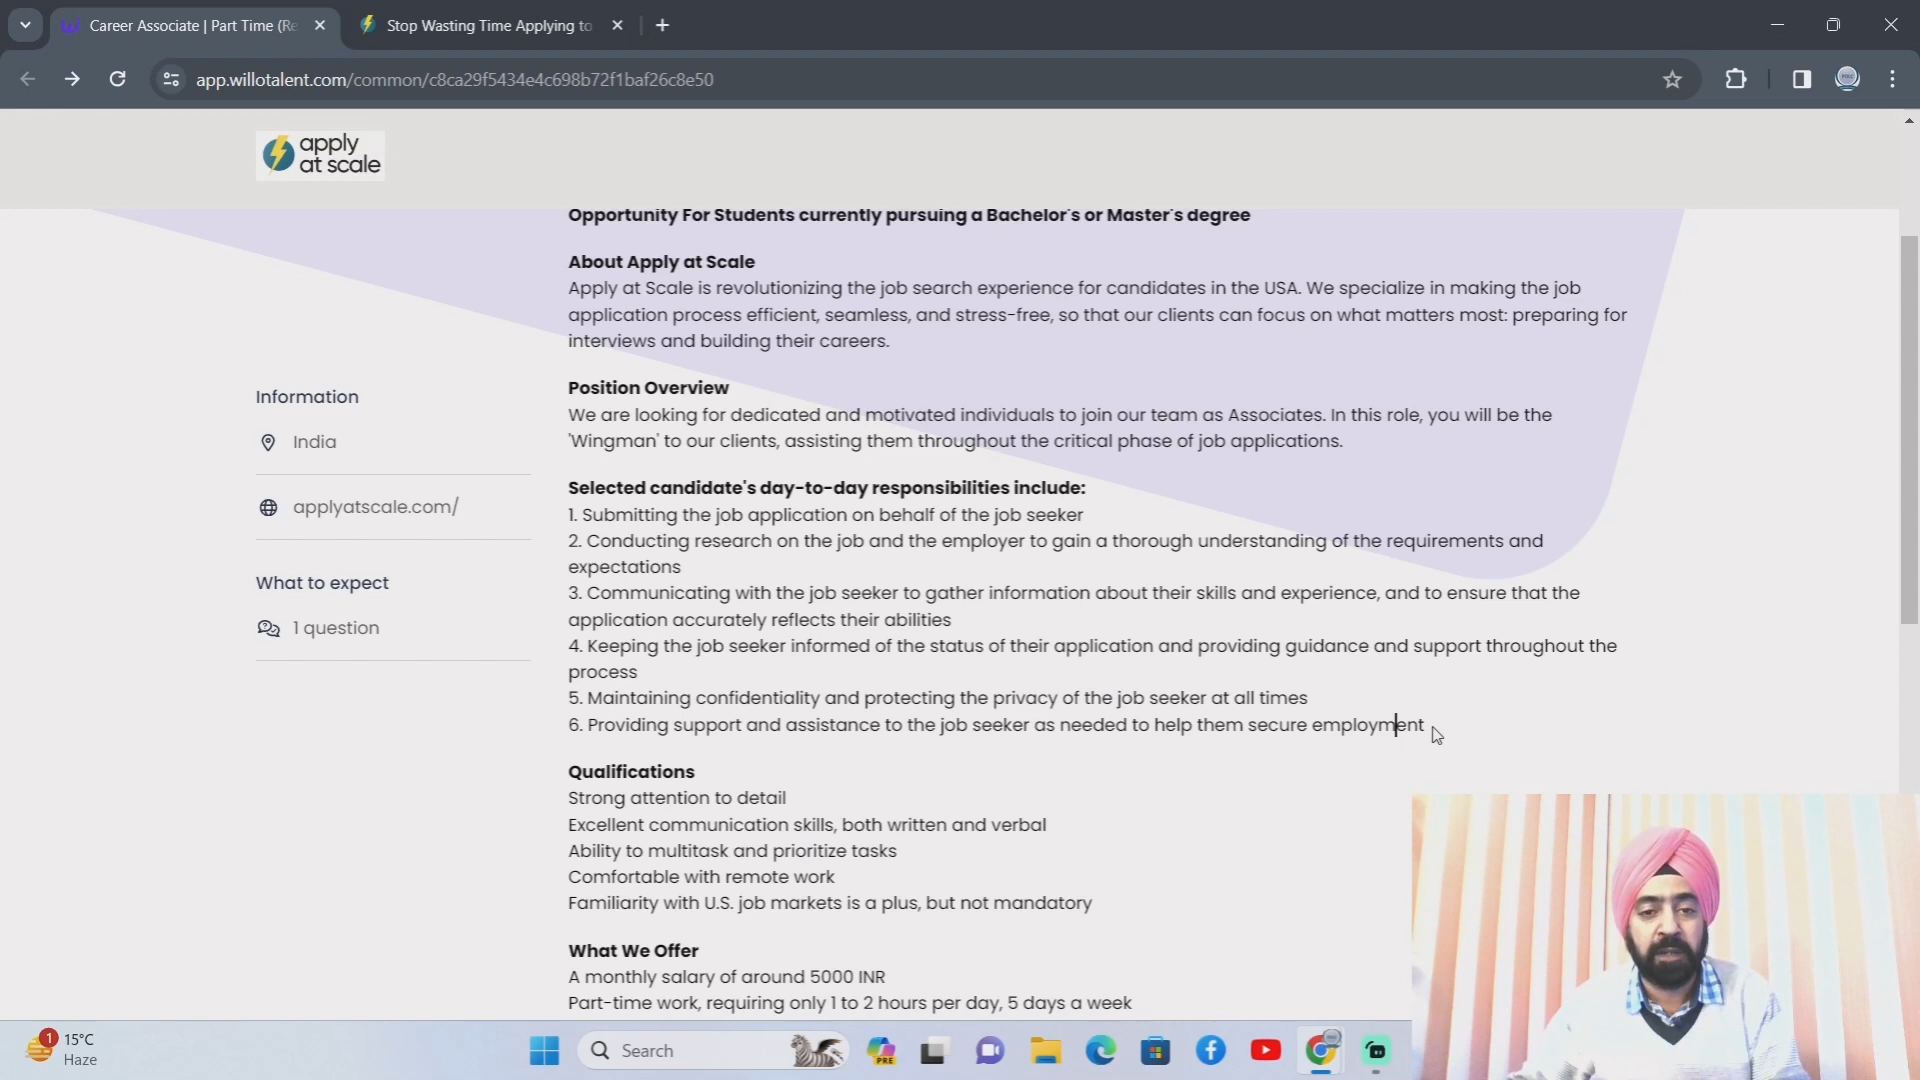 Career Associate | Part Time (Re
Stop Wasting Time Applying to
app.willotalent.com/common/c8ca29f5434e4c698b72f1baf26c8e50
apply
at scale
Opportunity For Students currently pursuing a Bachelor's or Master's degree
About Apply at Scale
Apply at Scale is revolutionizing the job search experience for candidates in the USA. We specialize in making the job
application process efficient, seamless, and stress-free, so that our clients can focus on what matters most: preparing for
interviews and building their careers.
Information
India
applyatscale.com/
What to expect
1 question
Position Overview
We are looking for dedicated and motivated individuals to join our team as Associates. In this role, you will be the
'Wingman' to our clients, assisting them throughout the critical phase of job applications.
Selected candidate's day-to-day responsibilities include:
1. Submitting the job application on behalf of the job seeker
2. Conducting research on the job and the employer to gain a thorough understanding of the requirements and
expectations
3. Communicating with the job seeker to gather information about their skills and experience, and to ensure that the
application accurately reflects their abilities
4. Keeping the job seeker informed of the status of their application and providing guidance and support throughout the
process
5. Maintaining confidentiality and protecting the privacy of the job seeker at all times
6. Providing support and assistance to the job seeker as needed to help them secure employment
Qualifications
Strong attention to detail
Excellent communication skills, both written and verbal
Ability to multitask and prioritize tasks
Comfortable with remote work
Familiarity with U.S. job markets is a plus, but not mandatory
What We Offer
A monthly salary of around 5000 INR
Part-time work, requiring only 1 to 2 hours per day, 5 days a week
1
15°C
Haze
Search
PRE